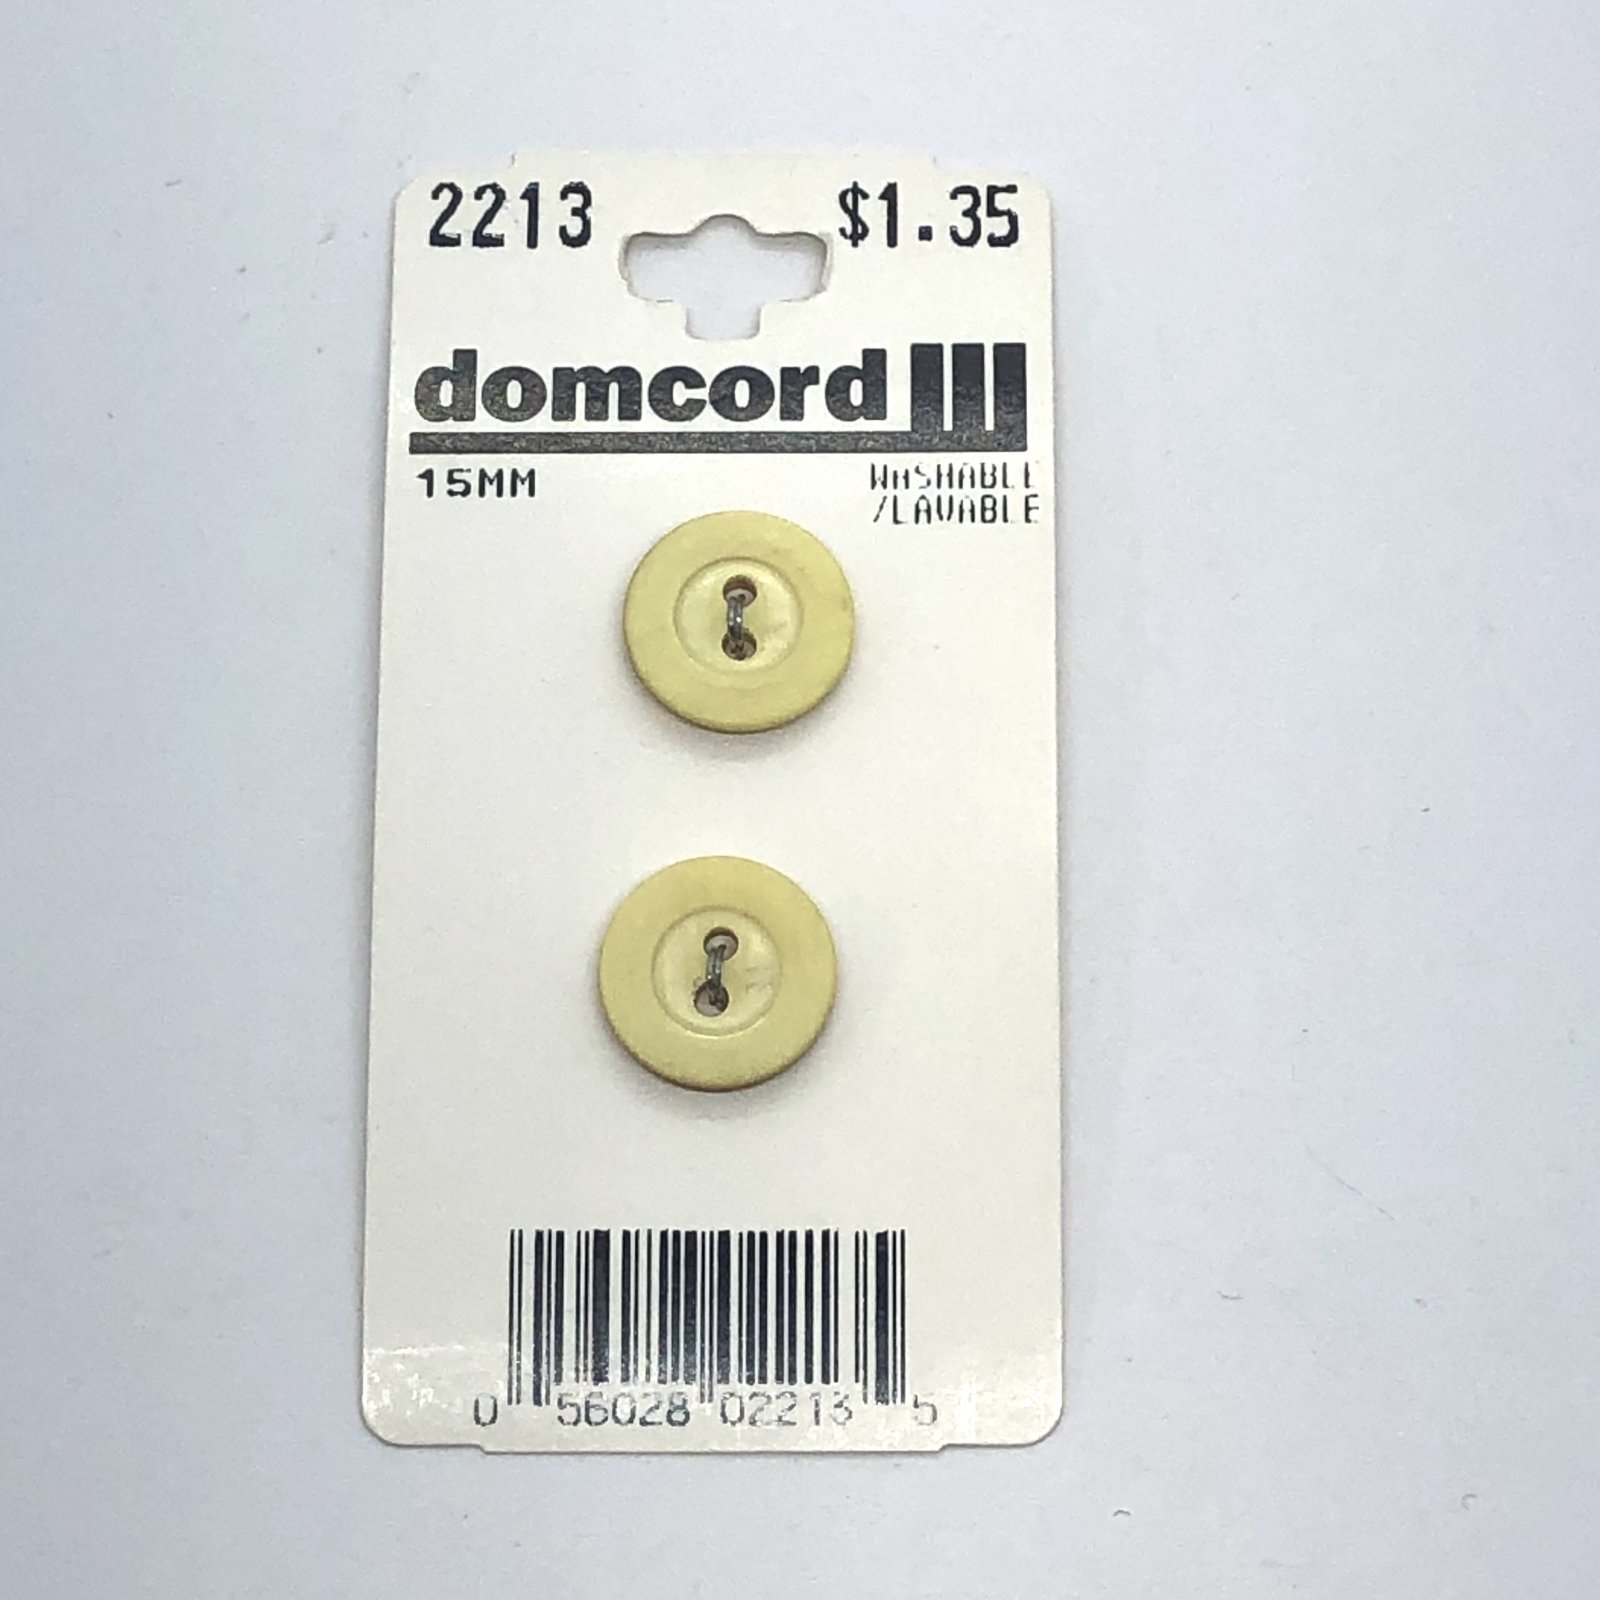 2213 $1.35
domcord
15MM WASHABLE
/LAVABLE
0 56028 02213 5